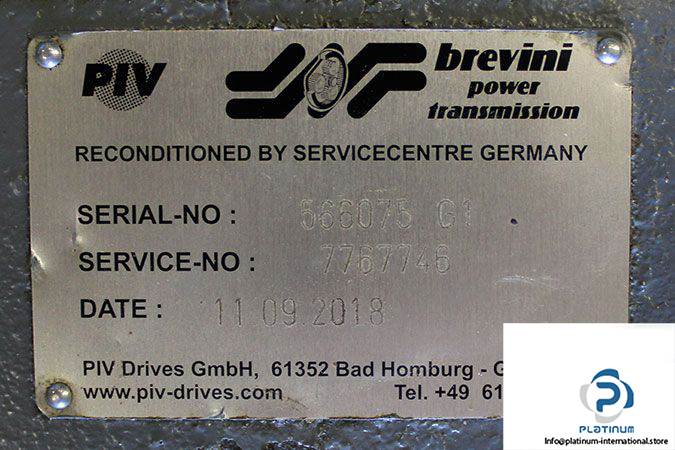 PIV
brevini
power
transmission
RECONDITIONED BY SERVICECENTRE GERMANY
SERIAL-NO : 566075 G1
SERVICE-NO : 7767746
DATE : 11.09.2018
PIV Drives GmbH, 61352 Bad Homburg - G
www.piv-drives.com Tel. +49 61
PLATINUM
Info@platinum-international.store